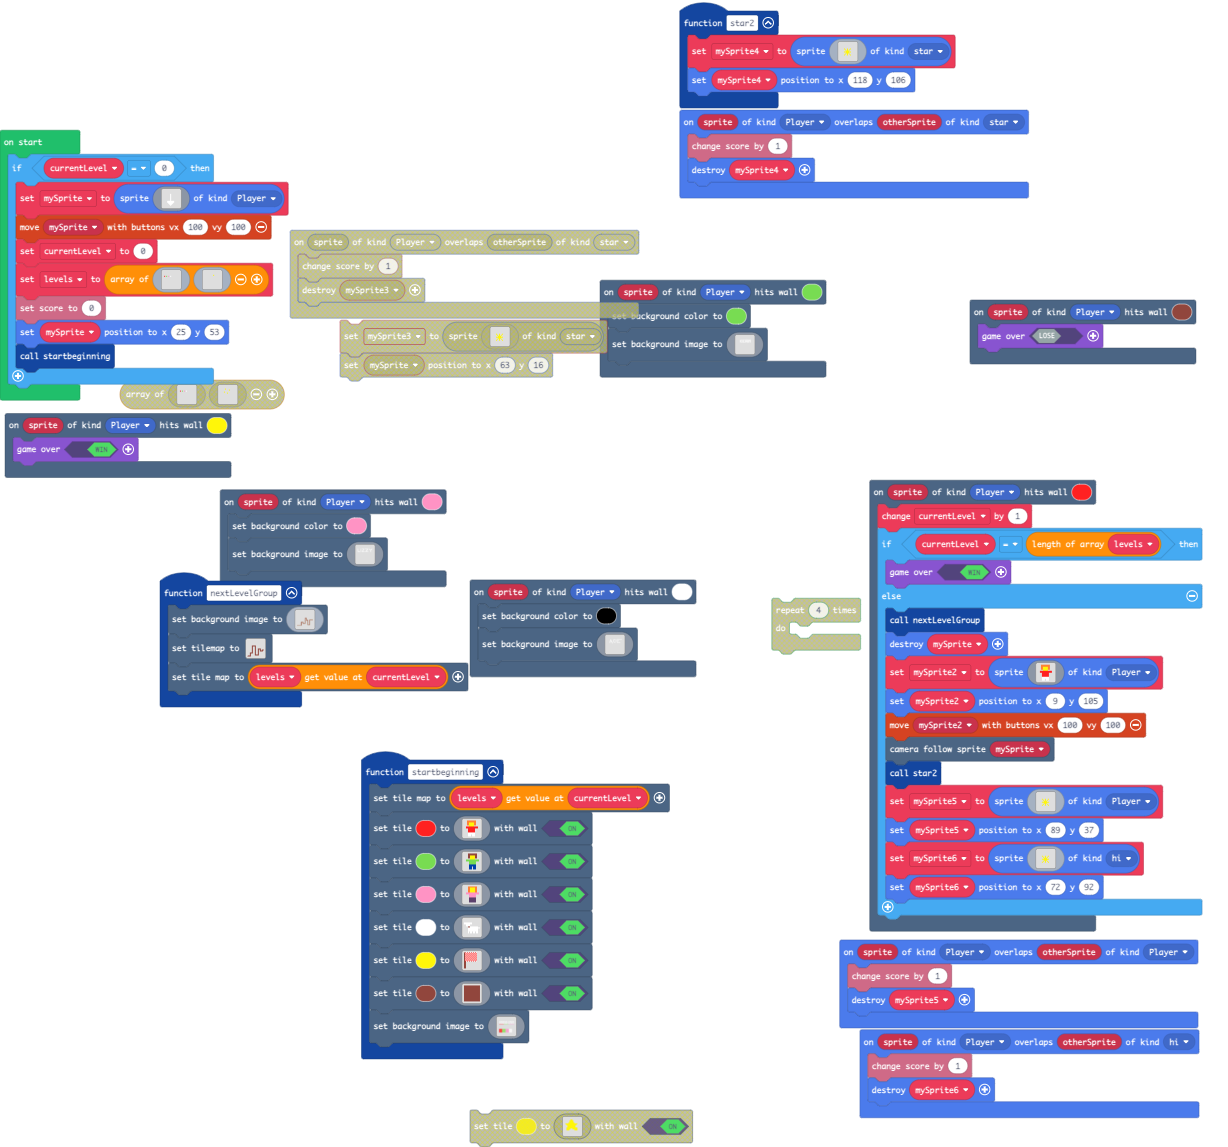 function star2
set mySprite4 to sprite of kind star
set mySprite4 position to x 118 y 106
on sprite of kind Player overlaps otherSprite of kind star
change score by 1
destroy mySprite4
on start
if currentLevel = 0 then
set mySprite to sprite of kind Player
move mySprite with buttons vx 100 vy 100
set currentLevel to 0
set levels to array of
set score to 0
set mySprite position to x 25 y 53
call startbeginning
array of
on sprite of kind Player overlaps otherSprite of kind star
change score by 1
destroy mySprite3
set mySprite3 to sprite of kind star
set mySprite position to x 63 y 16
on sprite of kind Player hits wall
set background color to
set background image to
on sprite of kind Player hits wall
game over LOSE
on sprite of kind Player hits wall
game over WIN
on sprite of kind Player hits wall
set background color to
set background image to
function nextLevelGroup
set background image to
set tilemap to
set tile map to levels get value at currentLevel
on sprite of kind Player hits wall
set background color to
set background image to
repeat 4 times
do
on sprite of kind Player hits wall
change currentLevel by 1
if currentLevel = length of array levels then
game over WIN
else
call nextLevelGroup
destroy mySprite
set mySprite2 to sprite of kind Player
set mySprite2 position to x 9 y 105
move mySprite2 with buttons vx 100 vy 100
camera follow sprite mySprite
call star2
set mySprite5 to sprite of kind Player
set mySprite5 position to x 89 y 37
set mySprite6 to sprite of kind hi
set mySprite6 position to x 72 y 92
function startbeginning
set tile map to levels get value at currentLevel
set tile to with wall ON
set tile to with wall ON
set tile to with wall ON
set tile to with wall ON
set tile to with wall ON
set tile to with wall ON
set background image to
on sprite of kind Player overlaps otherSprite of kind Player
change score by 1
destroy mySprite5
on sprite of kind Player overlaps otherSprite of kind hi
change score by 1
destroy mySprite6
set tile to with wall ON